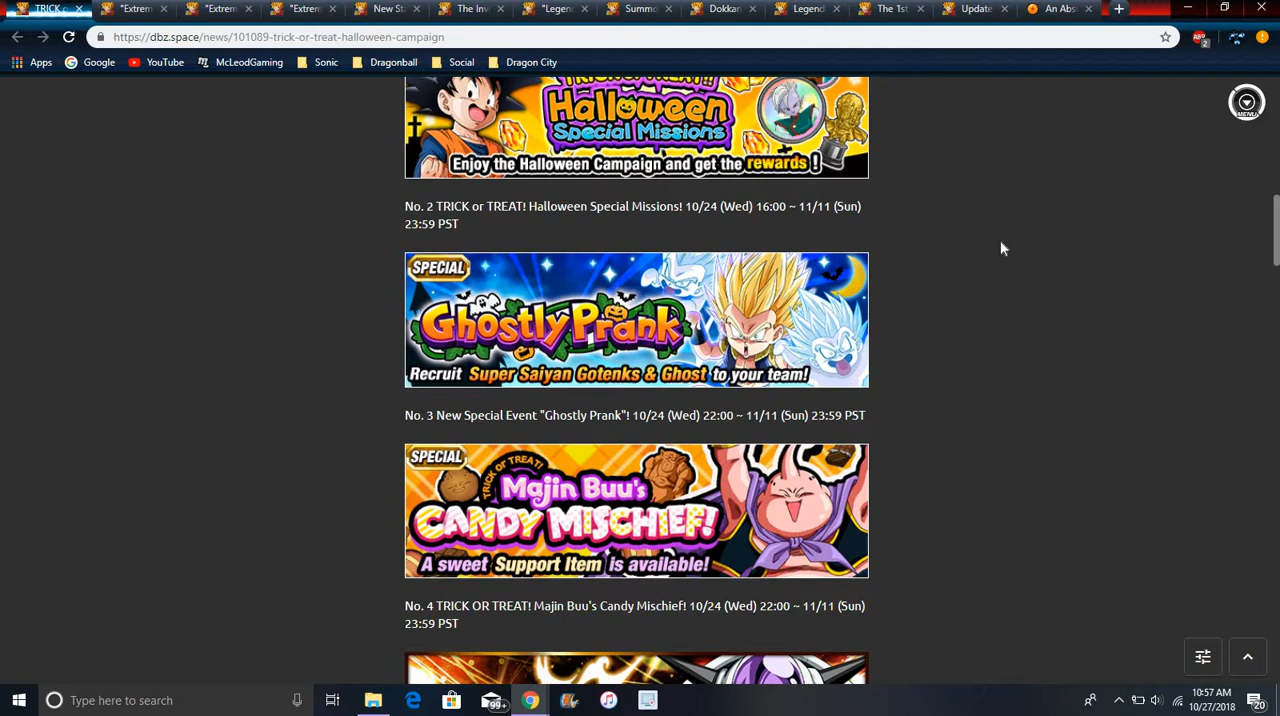 TRICK o
"Extrem
"Extrem
"Extrem
New St
The Inv
"Legen
Summo
Dokkan
Legend
The 1st
Update
An Abs
https://dbz.space/news/101089-trick-or-treat-halloween-campaign
2
Apps Google YouTube McLeodGaming Sonic Dragonball Social Dragon City
TRICK or TREAT!!
Halloween
Special Missions
Enjoy the Halloween Campaign and get the rewards!
MENU
No. 2 TRICK or TREAT! Halloween Special Missions! 10/24 (Wed) 16:00 ~ 11/11 (Sun)
23:59 PST
SPECIAL
Ghostly Prank
Recruit Super Saiyan Gotenks & Ghost to your team!
No. 3 New Special Event "Ghostly Prank"! 10/24 (Wed) 22:00 ~ 11/11 (Sun) 23:59 PST
SPECIAL
TRICK OR TREAT!
Majin Buu's
CANDY MISCHIEF!
A sweet Support Item is available!
No. 4 TRICK OR TREAT! Majin Buu's Candy Mischief! 10/24 (Wed) 22:00 ~ 11/11 (Sun)
23:59 PST
Type here to search
99+
10:57 AM
10/27/2018
20